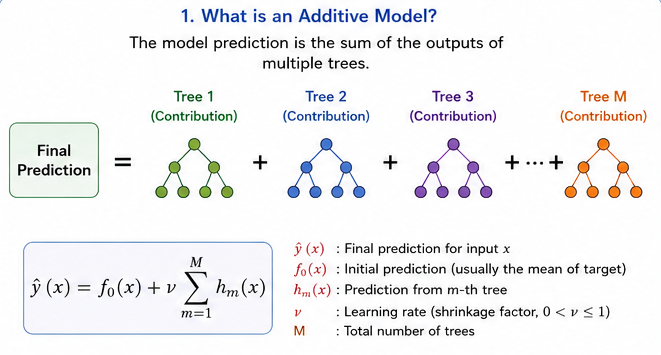 1. What is an Additive Model?
The model prediction is the sum of the outputs of
multiple trees.
Tree 1
(Contribution)
Tree 2
(Contribution)
Tree 3
(Contribution)
Tree M
(Contribution)
Final
Prediction
= + + + ··· +
ŷ (x) = f₀(x) + ν ∑_{m=1}^{M} hₘ(x)
ŷ (x) : Final prediction for input x
f₀(x) : Initial prediction (usually the mean of target)
hₘ(x) : Prediction from m-th tree
ν : Learning rate (shrinkage factor, 0 < ν ≤ 1)
M : Total number of trees